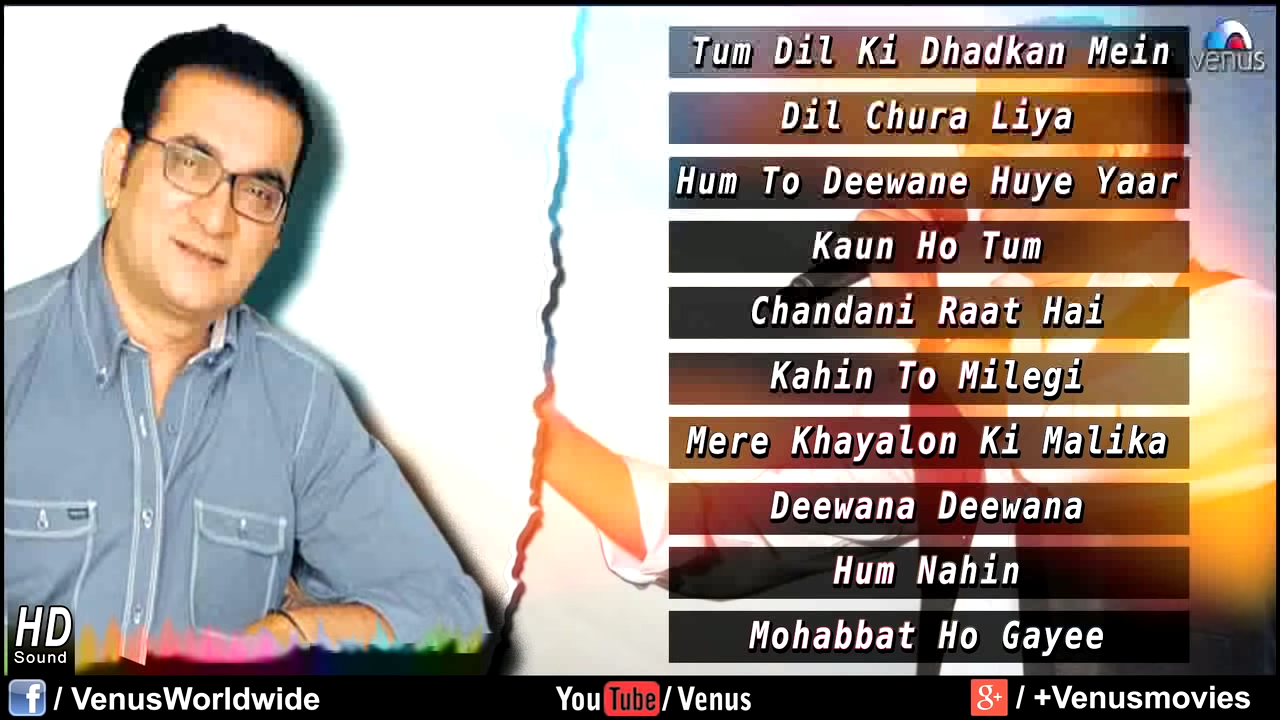 Tum Dil Ki Dhadkan Mein
venus
Dil Chura Liya
Hum To Deewane Huye Yaar
Kaun Ho Tum
Chandani Raat Hai
Kahin To Milegi
Mere Khayalon Ki Malika
Deewana Deewana
Hum Nahin
Mohabbat Ho Gayee
HD
Sound
f / VenusWorldwide
YouTube / Venus
g+ / +Venusmovies